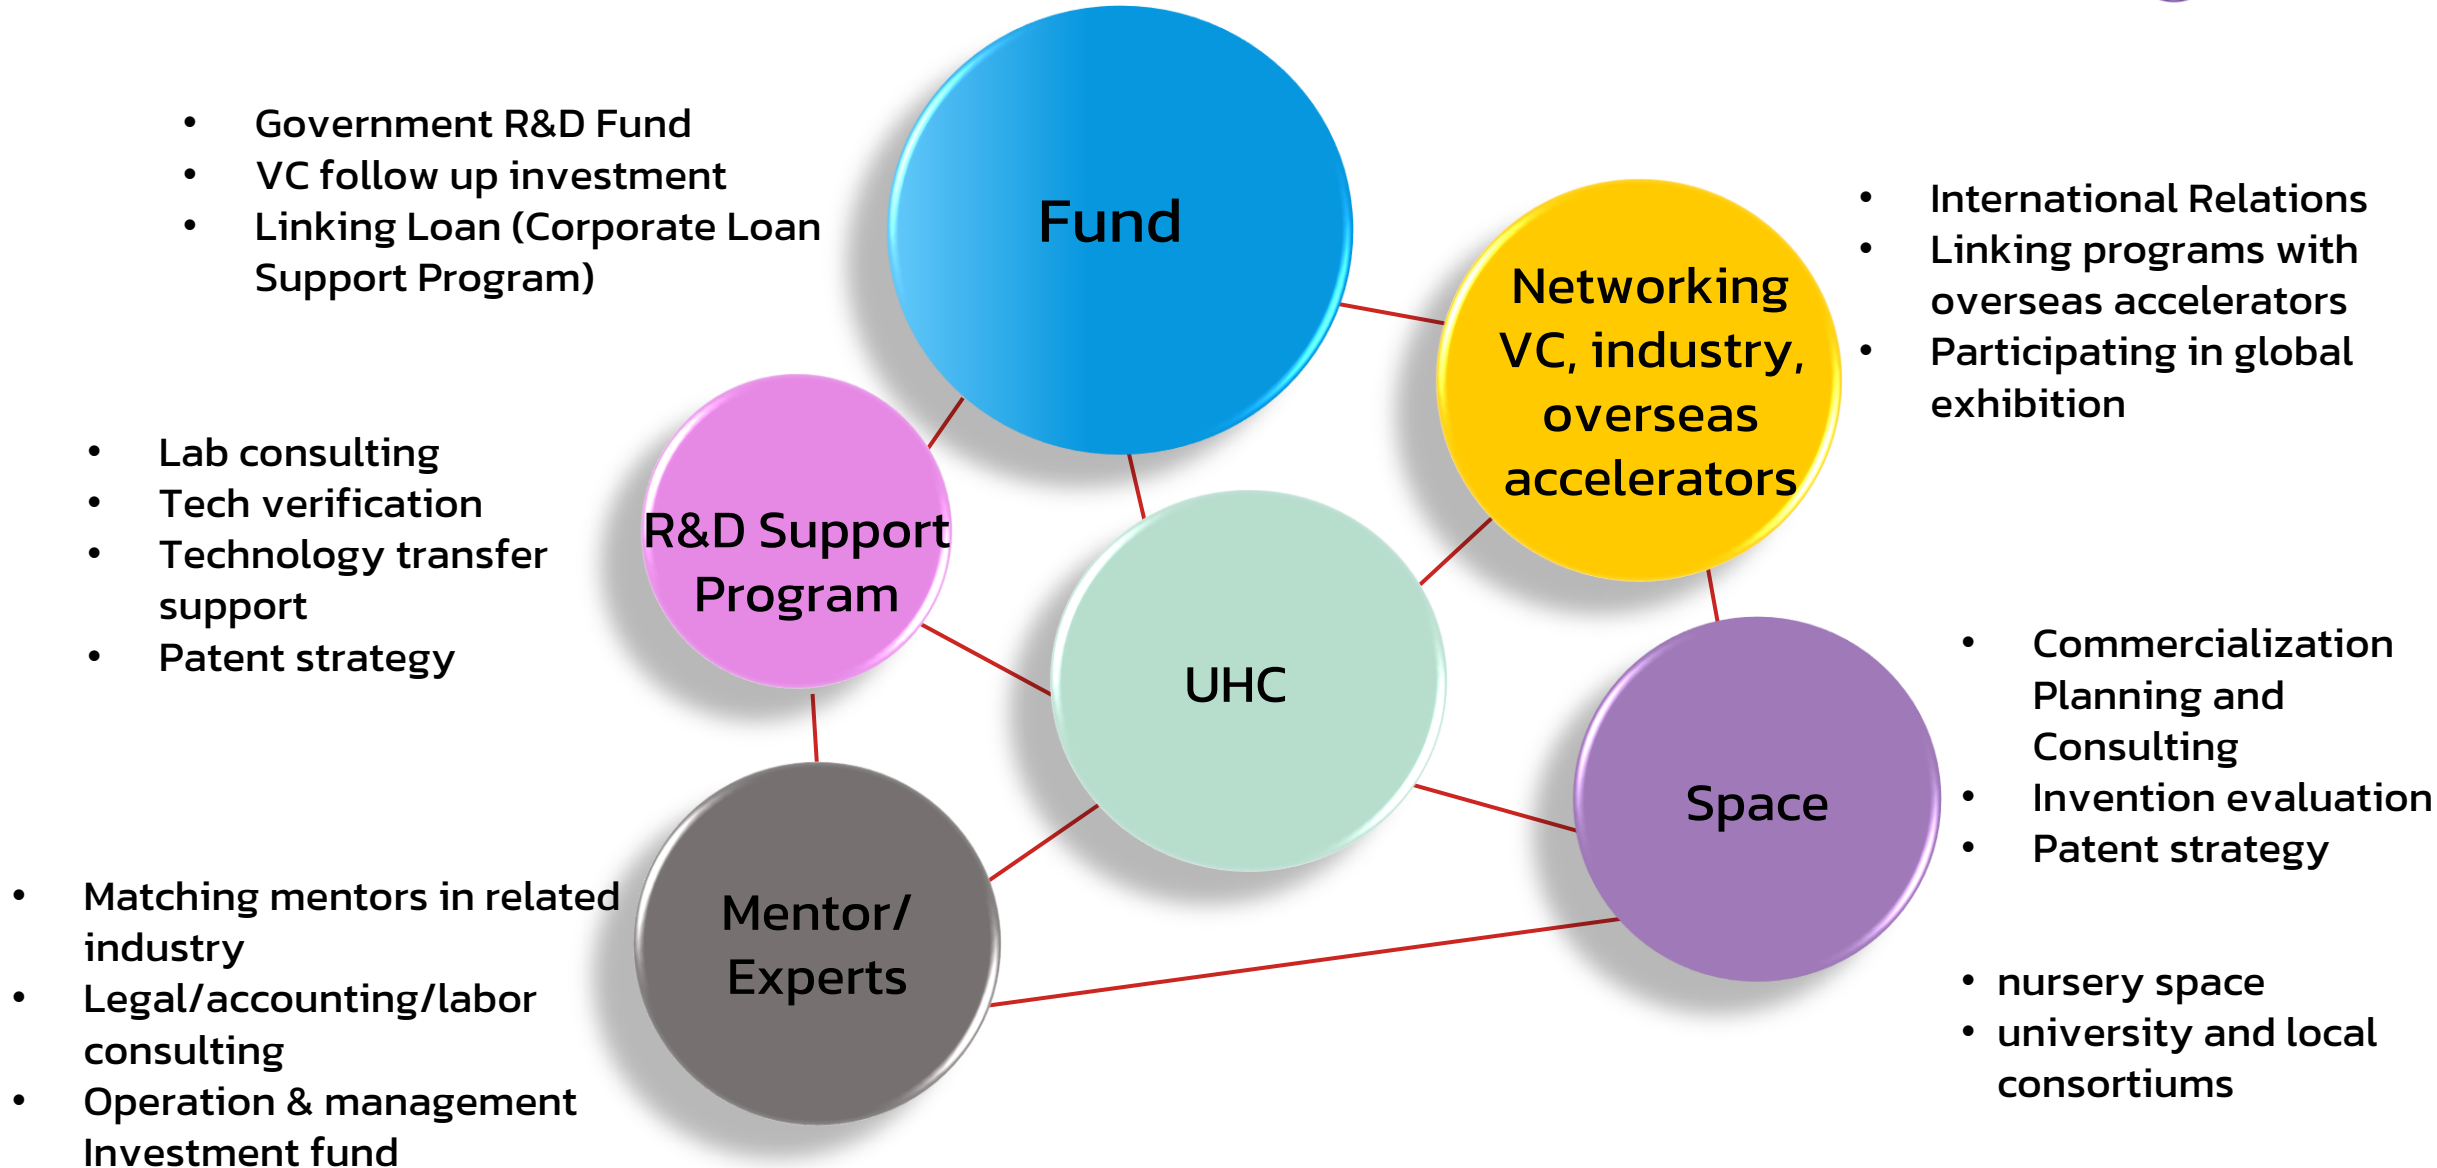 Fund
• Government R&D Fund
• VC follow up investment
• Linking Loan (Corporate Loan
Support Program)
Networking
VC, industry,
overseas
accelerators
• International Relations
• Linking programs with
overseas accelerators
• Participating in global
exhibition
R&D Support
Program
• Lab consulting
• Tech verification
• Technology transfer
support
• Patent strategy
UHC
Space
• Commercialization
Planning and
Consulting
• Invention evaluation
• Patent strategy
• nursery space
• university and local
consortiums
Mentor/
Experts
• Matching mentors in related
industry
• Legal/accounting/labor
consulting
• Operation & management
Investment fund